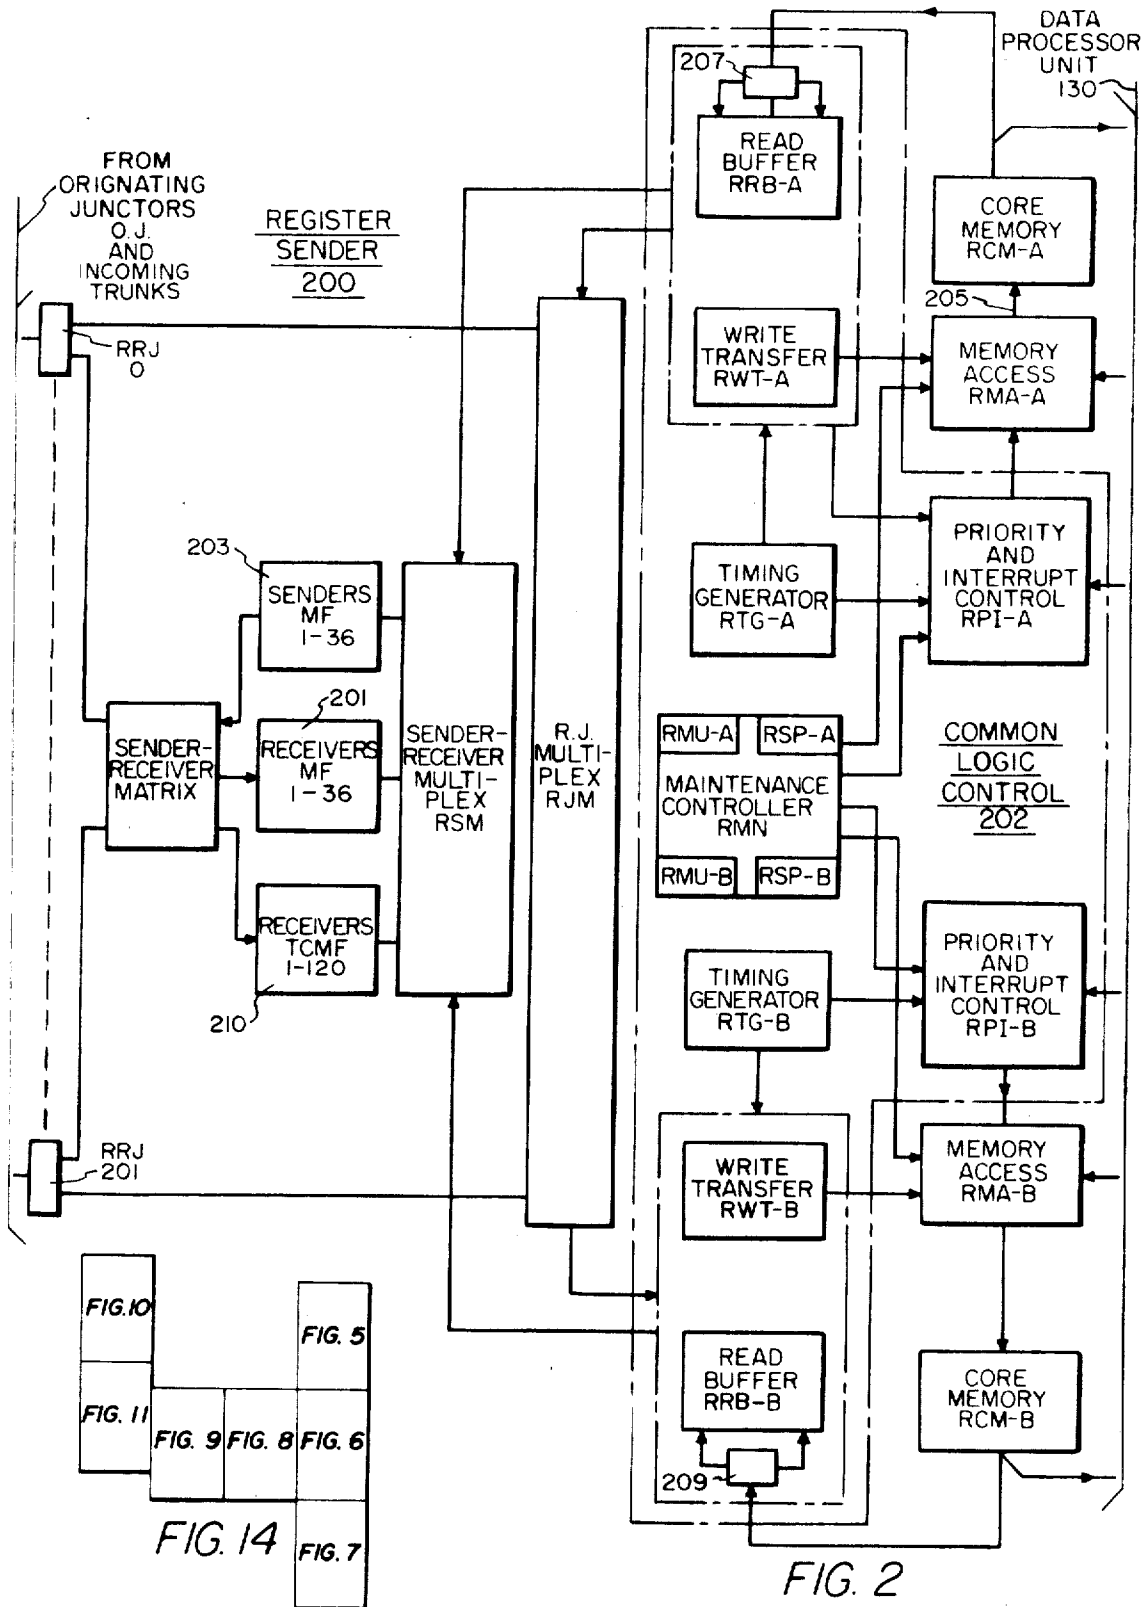 DATA
PROCESSOR
UNIT
130
207
READ
BUFFER
RRB-A
FROM
ORIGNATING
JUNCTORS
O.J.
AND
INCOMING
TRUNKS
REGISTER
SENDER
200
CORE
MEMORY
RCM-A
205
RRJ
0
WRITE
TRANSFER
RWT-A
MEMORY
ACCESS
RMA-A
203
SENDERS
MF
1-36
TIMING
GENERATOR
RTG-A
PRIORITY
AND
INTERRUPT
CONTROL
RPI-A
201
SENDER-
RECEIVER
MATRIX
RECEIVERS
MF
1-36
SENDER-
RECEIVER
MULTI-
PLEX
RSM
R.J.
MULTI-
PLEX
RJM
RMU-A
RSP-A
MAINTENANCE
CONTROLLER
RMN
RMU-B
RSP-B
COMMON
LOGIC
CONTROL
202
RECEIVERS
TCMF
1-120
210
TIMING
GENERATOR
RTG-B
PRIORITY
AND
INTERRUPT
CONTROL
RPI-B
RRJ
201
WRITE
TRANSFER
RWT-B
MEMORY
ACCESS
RMA-B
READ
BUFFER
RRB-B
209
CORE
MEMORY
RCM-B
FIG. 10
FIG. 5
FIG. 11
FIG. 9
FIG. 8
FIG. 6
FIG. 7
FIG. 14
FIG. 2